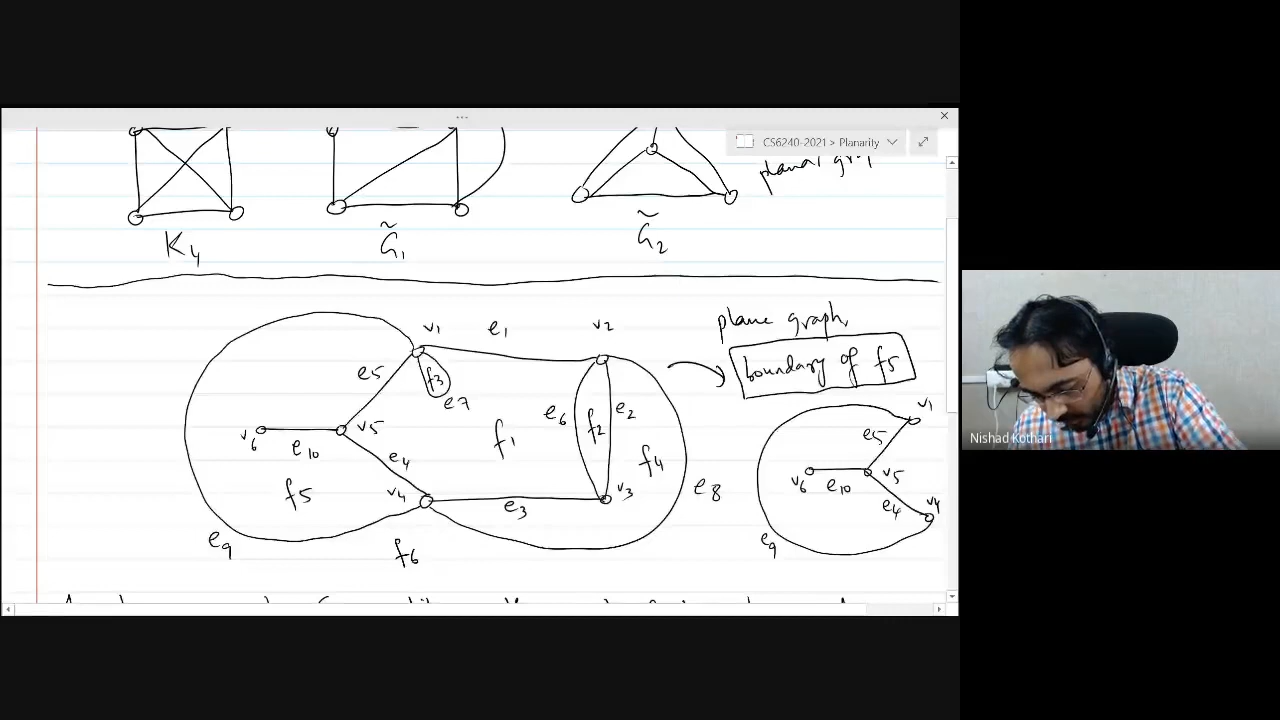 CS6240-2021 > Planarity
K4
G̃1
G̃2
plane graph,
boundary of f5
v1 e1 v2
e5 f3 e7
v6 e10 v5
e4 f1 e6 f2 e2 f4
f5 v4 e3 v3 e8
e9 f6
v1
e5
v6 e10 v5
e4 v4
e9
Nishad Kothari